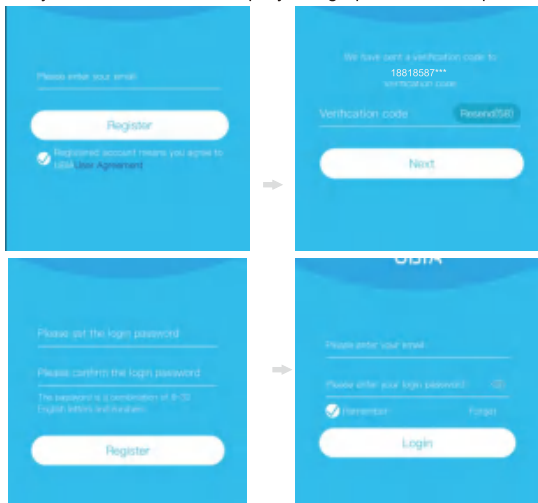 Please enter your email
Register
Registered account means you agree to
UBIA User Agreement
We have sent a verification code to
18818587***
verification code
Verification code
Resend(58)
Next
Please set the login password
Please confirm the login password
The password is a combination of 8-20
English letters and numbers
Register
UBIA
Please enter your email
Please enter your login password
Remember
Forget
Login